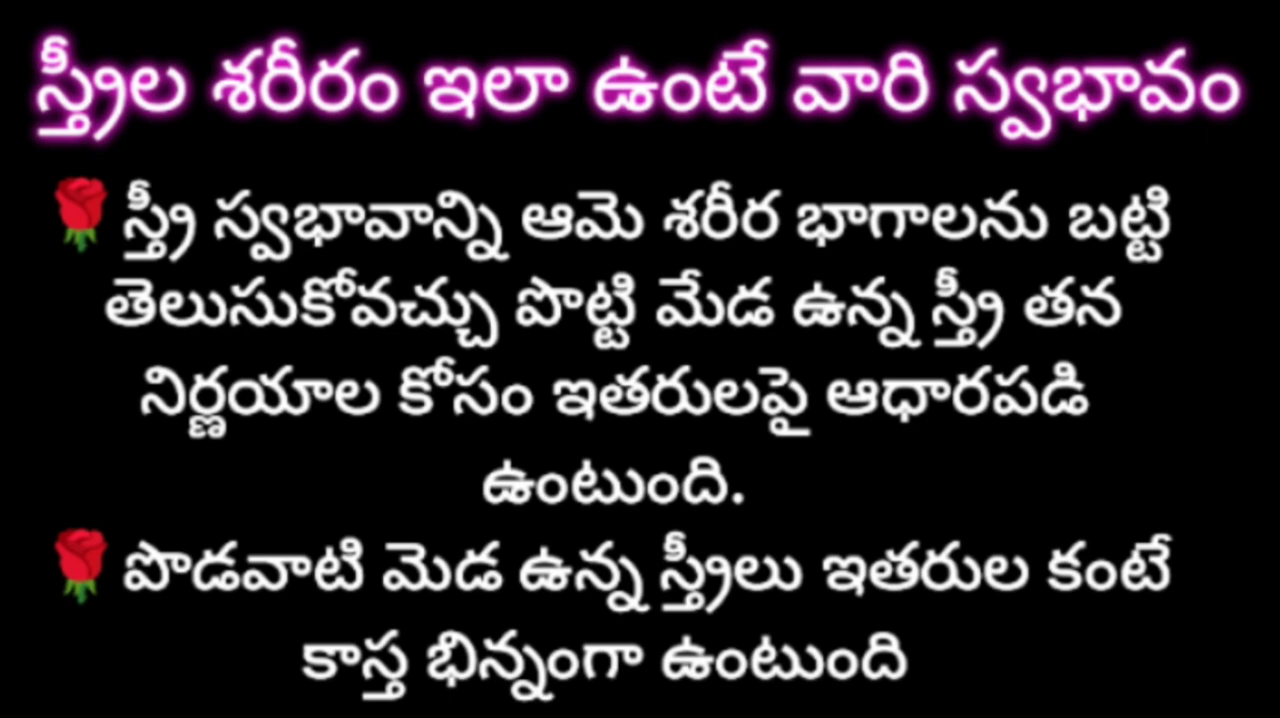 స్త్రీల శరీరం ఇలా ఉంటే వారి స్వభావం
🌹స్త్రీ స్వభావాన్ని ఆమె శరీర భాగాలను బట్టి
తెలుసుకోవచ్చు పొట్టి మేడ ఉన్న స్త్రీ తన
నిర్ణయాల కోసం ఇతరులపై ఆధారపడి
ఉంటుంది.
🌹పొడవాటి మెడ ఉన్న స్త్రీలు ఇతరుల కంటే
కాస్త భిన్నంగా ఉంటుంది